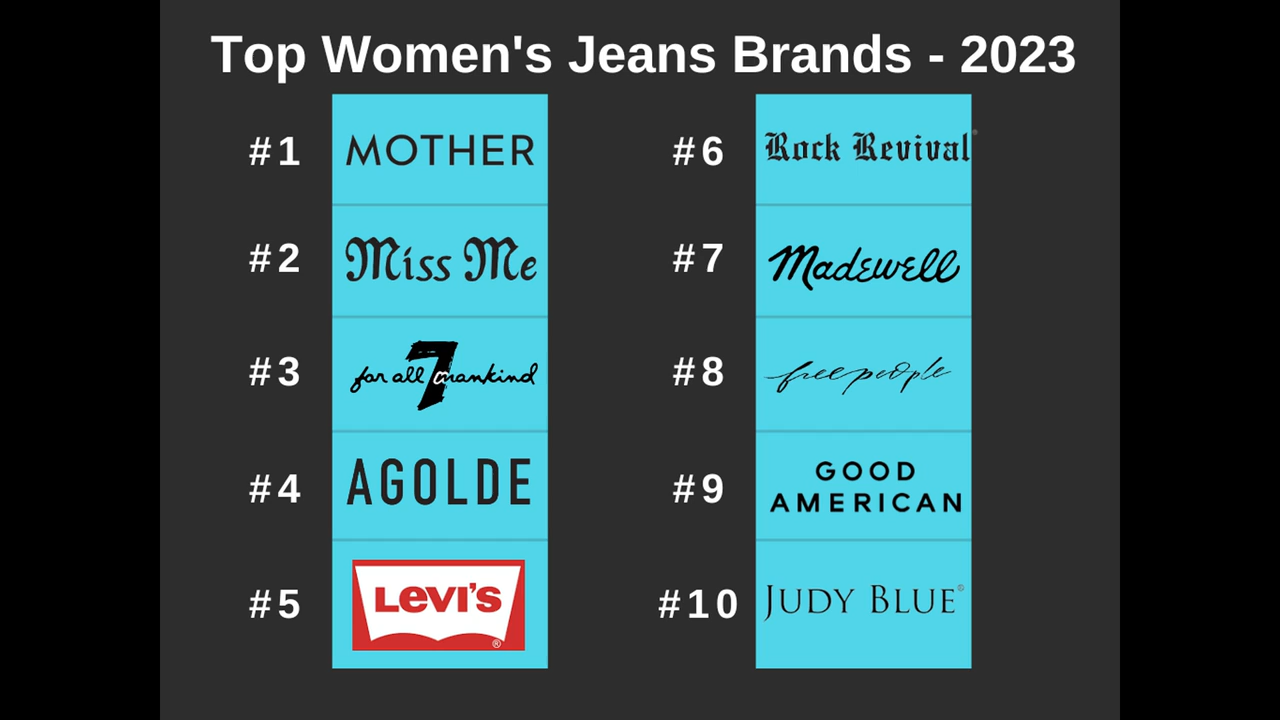 Top Women's Jeans Brands - 2023
#1 MOTHER
#2 Miss Me
#3 for all 7 mankind
#4 AGOLDE
#5 LEVI'S ®
#6 Rock Revival ®
#7 Madewell
#8 free people
#9 GOOD
AMERICAN
#10 JUDY BLUE ®